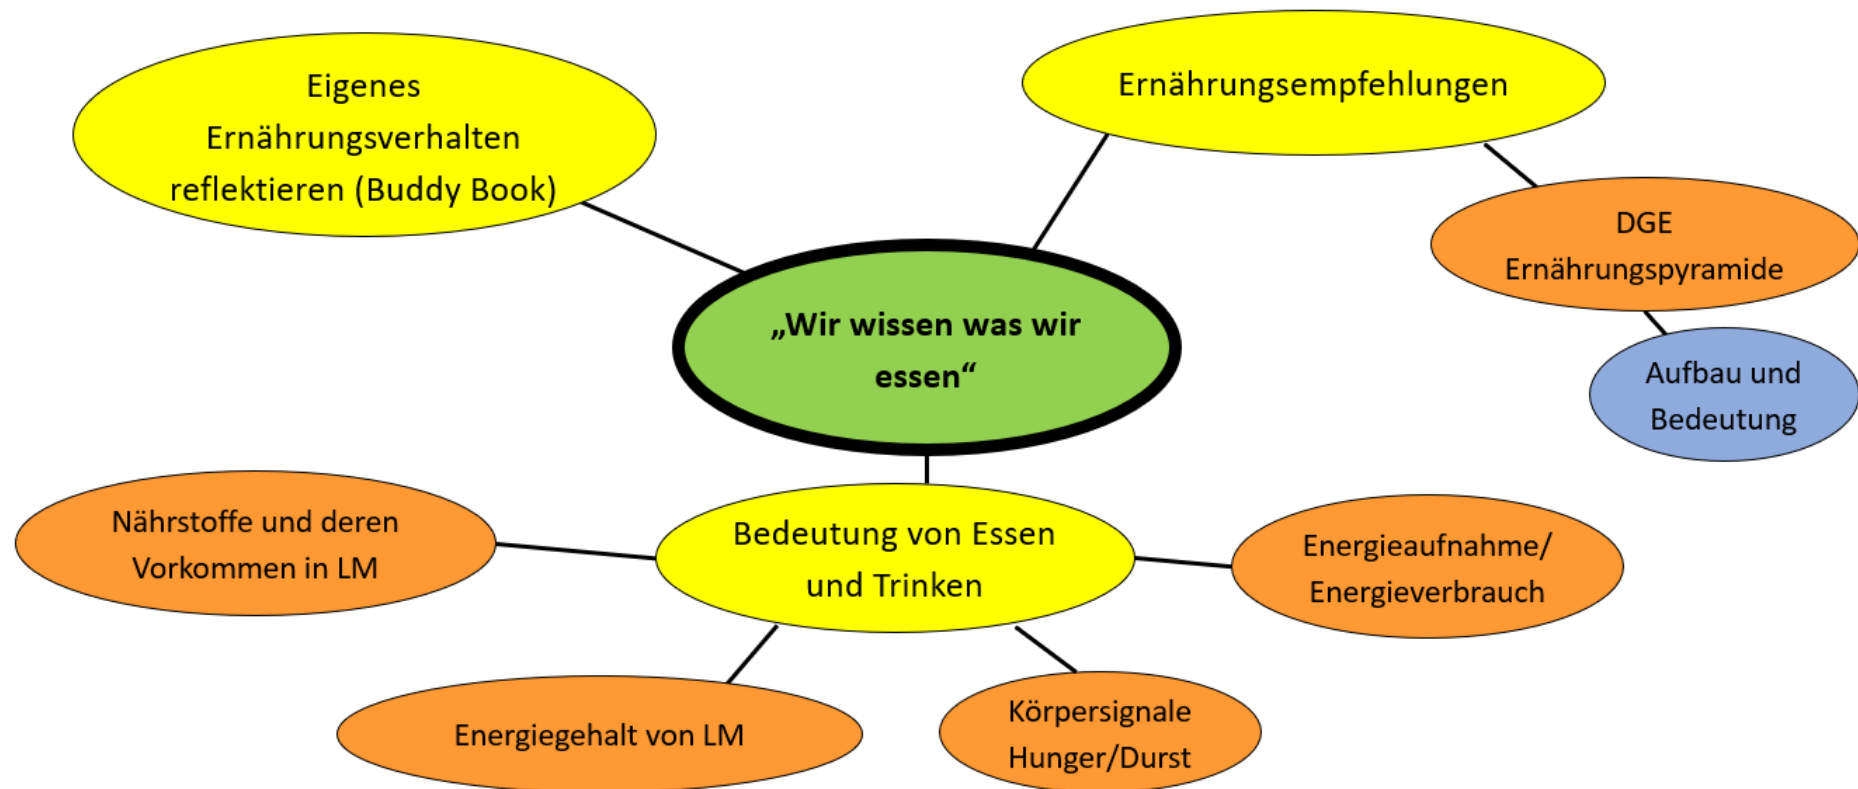 Eigenes
Ernährungsverhalten
reflektieren (Buddy Book)
Ernährungsempfehlungen
DGE
Ernährungspyramide
Aufbau und
Bedeutung
„Wir wissen was wir
essen“
Nährstoffe und deren
Vorkommen in LM
Bedeutung von Essen
und Trinken
Energieaufnahme/
Energieverbrauch
Energiegehalt von LM
Körpersignale
Hunger/Durst